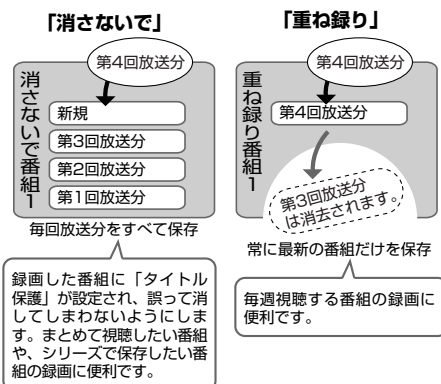 「消さないで」
第4回放送分
消さないで番組1
新規
第3回放送分
第2回放送分
第1回放送分
毎回放送分をすべて保存
録画した番組に「タイトル
保護」が設定され、誤って消
してしまわないようにしま
す。まとめて視聴したい番組
や、シリーズで保存したい番
組の録画に便利です。
「重ね録り」
第4回放送分
重ね録り番組1
第4回放送分
第3回放送分
は消去されます。
常に最新の番組だけを保存
毎週視聴する番組の録画に
便利です。